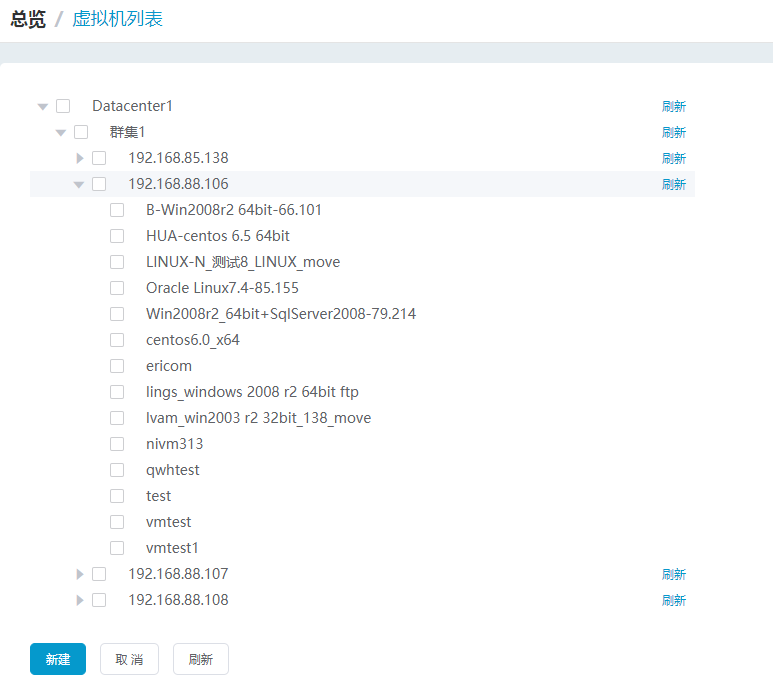 总览 / 虚拟机列表
Datacenter1 刷新
群集1 刷新
192.168.85.138 刷新
192.168.88.106 刷新
B-Win2008r2 64bit-66.101
HUA-centos 6.5 64bit
LINUX-N_测试8_LINUX_move
Oracle Linux7.4-85.155
Win2008r2_64bit+SqlServer2008-79.214
centos6.0_x64
ericom
lings_windows 2008 r2 64bit ftp
lvam_win2003 r2 32bit_138_move
nivm313
qwhtest
test
vmtest
vmtest1
192.168.88.107 刷新
192.168.88.108 刷新
新建 取消 刷新